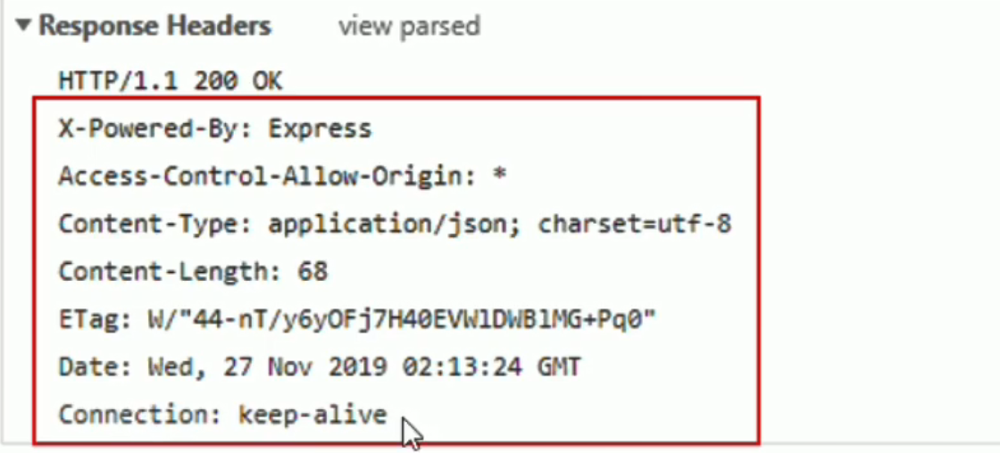 Response Headers view parsed
HTTP/1.1 200 OK
X-Powered-By: Express
Access-Control-Allow-Origin: *
Content-Type: application/json; charset=utf-8
Content-Length: 68
ETag: W/"44-nT/y6yOFj7H40EVWlDWBlMG+Pq0"
Date: Wed, 27 Nov 2019 02:13:24 GMT
Connection: keep-alive